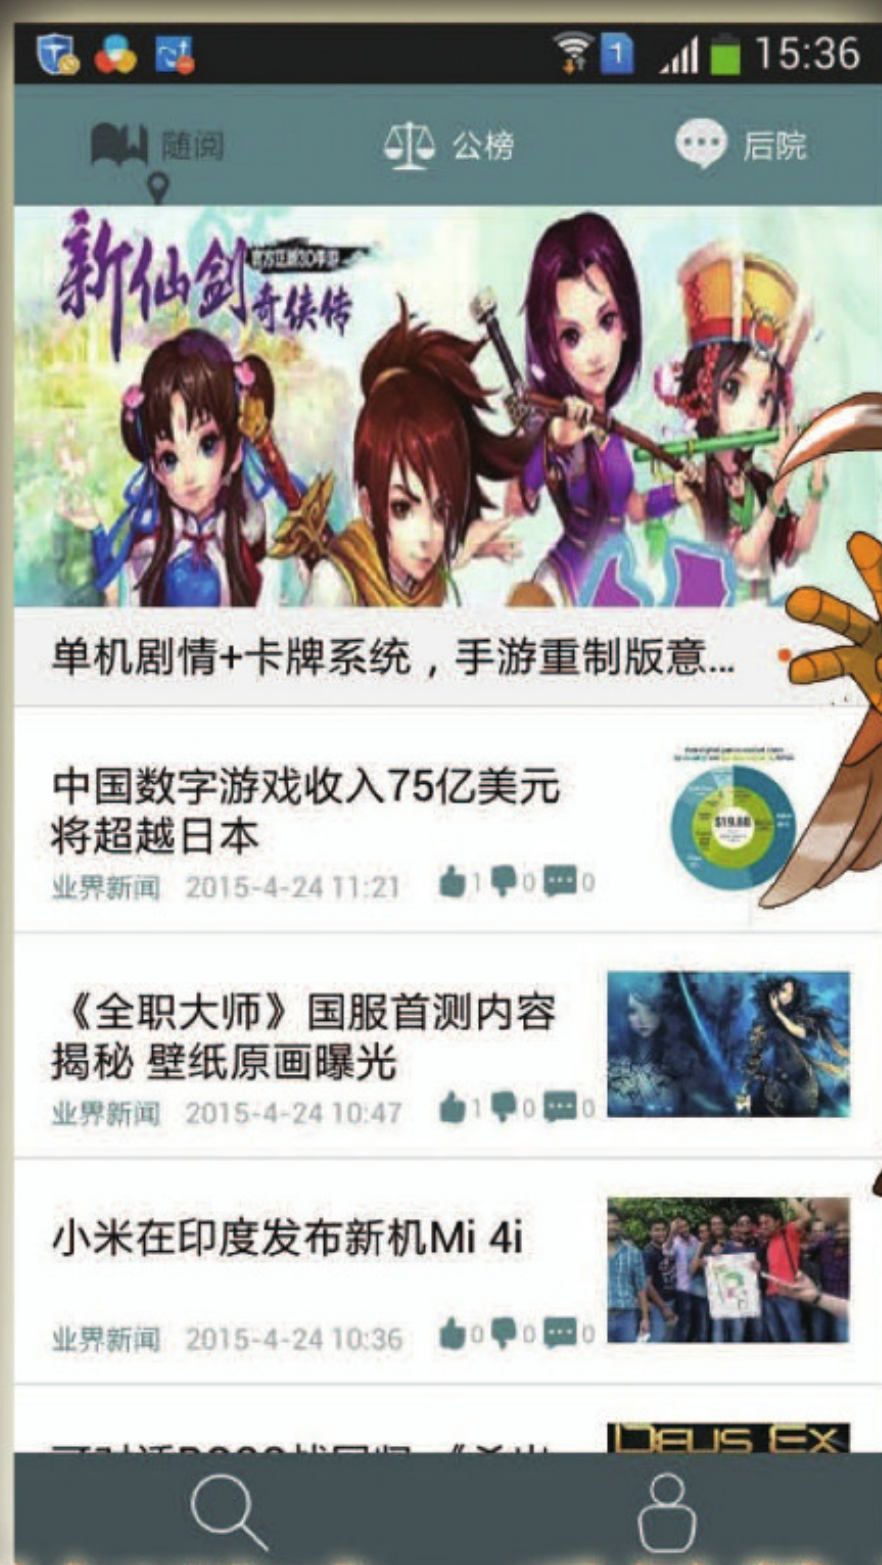 1
15:36
随阅
公榜
后院
新仙剑
奇侠传
单机剧情+卡牌系统，手游重制版意...
中国数字游戏收入75亿美元
将超越日本
业界新闻 2015-4-24 11:21 1 0 0
《全职大师》国服首测内容
揭秘 壁纸原画曝光
业界新闻 2015-4-24 10:47 1 0 0
小米在印度发布新机Mi 4i
业界新闻 2015-4-24 10:36 0 0 0
DEUS EX